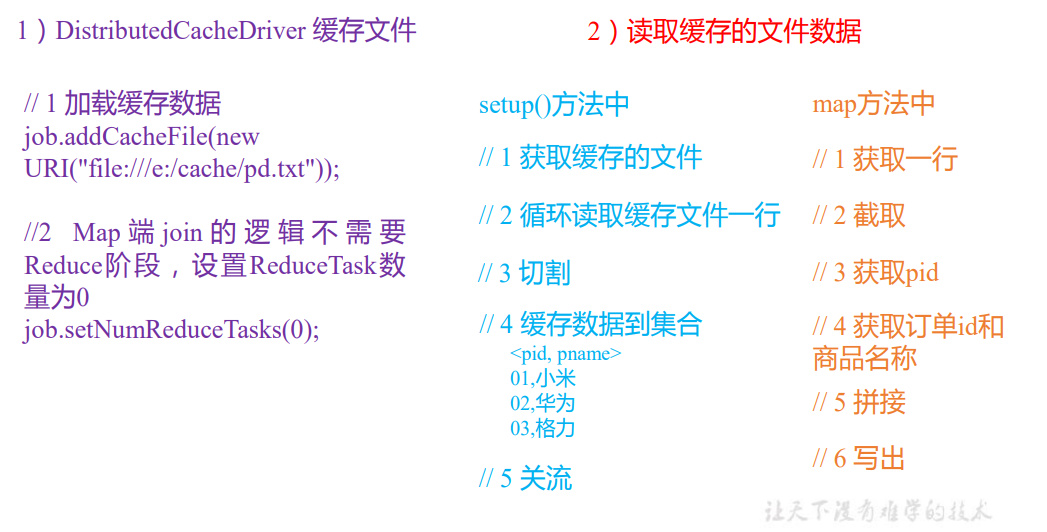 1）DistributedCacheDriver 缓存文件
// 1 加载缓存数据
job.addCacheFile(new
URI("file:///e:/cache/pd.txt"));
//2 Map 端 join 的逻辑不需要
Reduce阶段，设置ReduceTask数
量为0
job.setNumReduceTasks(0);
2）读取缓存的文件数据
setup()方法中
// 1 获取缓存的文件
// 2 循环读取缓存文件一行
// 3 切割
// 4 缓存数据到集合
<pid, pname>
01,小米
02,华为
03,格力
// 5 关流
map方法中
// 1 获取一行
// 2 截取
// 3 获取pid
// 4 获取订单id和
商品名称
// 5 拼接
// 6 写出
让天下没有难学的技术